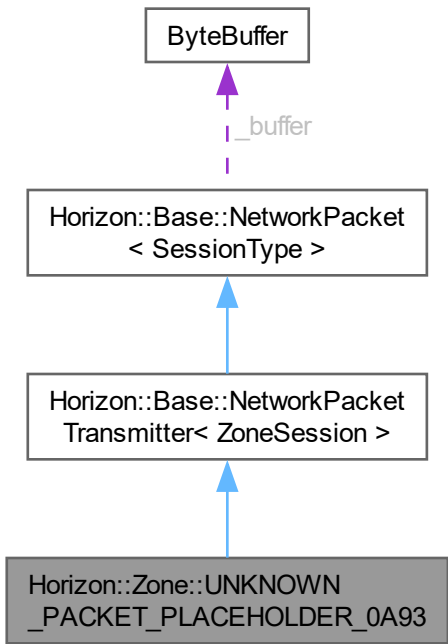 ByteBuffer
_buffer
Horizon::Base::NetworkPacket
< SessionType >
Horizon::Base::NetworkPacket
Transmitter< ZoneSession >
Horizon::Zone::UNKNOWN
_PACKET_PLACEHOLDER_0A93